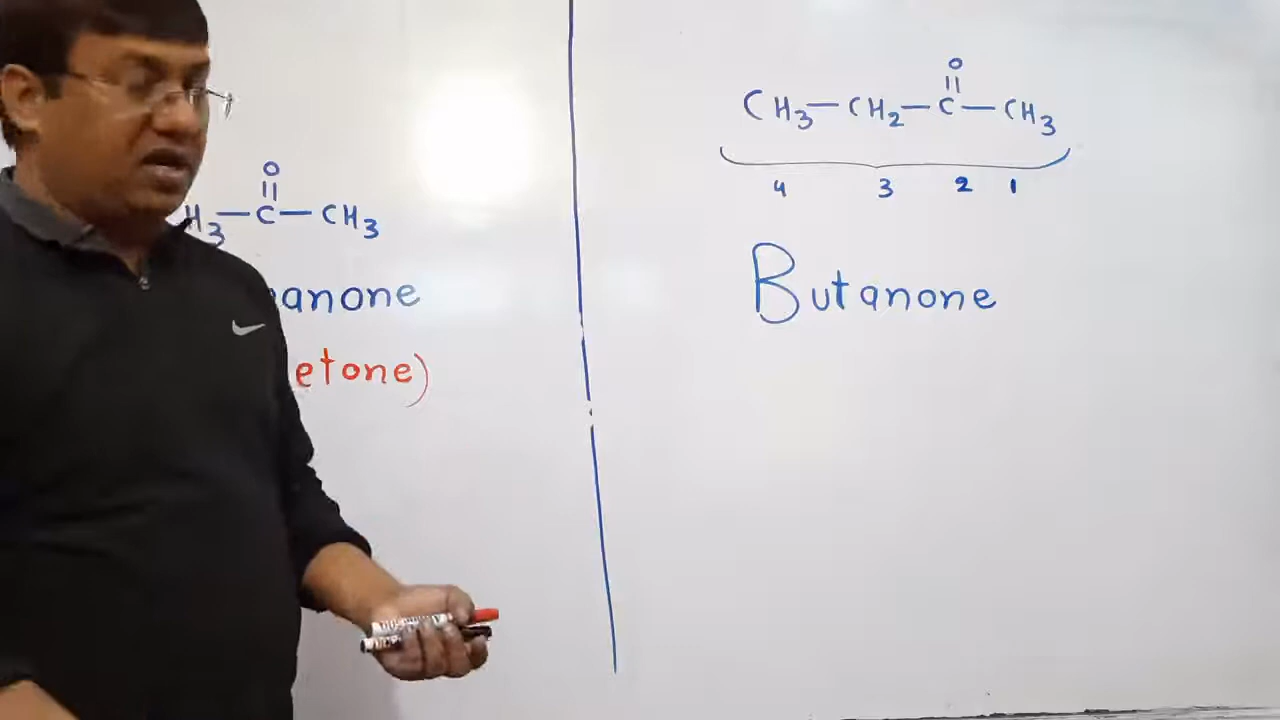 O
||
H3—C—CH3
anone
etone)
O
||
CH3—CH2—C—CH3
4 3 2 1
Butanone